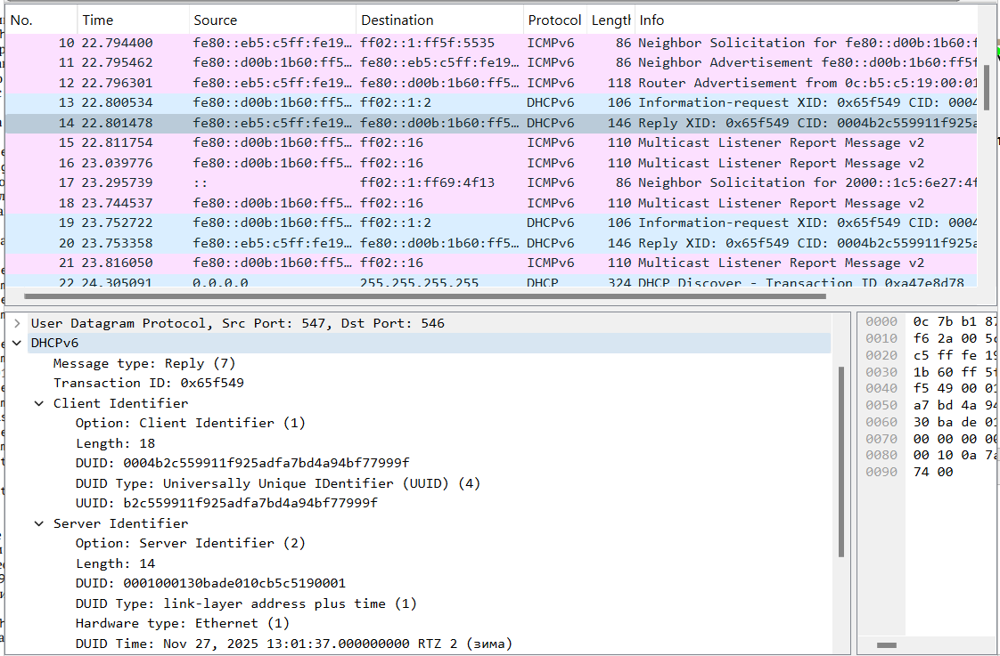 No. Time Source Destination Protocol Length Info
10 22.794400 fe80::eb5:c5ff:fe19… ff02::1:ff5f:5535 ICMPv6 86 Neighbor Solicitation for fe80::d00b:1b60:f
11 22.795462 fe80::d00b:1b60:ff5… fe80::eb5:c5ff:fe19… ICMPv6 86 Neighbor Advertisement fe80::d00b:1b60:ff5f
12 22.796301 fe80::eb5:c5ff:fe19… fe80::d00b:1b60:ff5… ICMPv6 118 Router Advertisement from 0c:b5:c5:19:00:01
13 22.800534 fe80::d00b:1b60:ff5… ff02::1:2 DHCPv6 106 Information-request XID: 0x65f549 CID: 0004
14 22.801478 fe80::eb5:c5ff:fe19… fe80::d00b:1b60:ff5… DHCPv6 146 Reply XID: 0x65f549 CID: 0004b2c559911f925a
15 22.811754 fe80::d00b:1b60:ff5… ff02::16 ICMPv6 110 Multicast Listener Report Message v2
16 23.039776 fe80::d00b:1b60:ff5… ff02::16 ICMPv6 110 Multicast Listener Report Message v2
17 23.295739 :: ff02::1:ff69:4f13 ICMPv6 86 Neighbor Solicitation for 2000::1c5:6e27:4f
18 23.744537 fe80::d00b:1b60:ff5… ff02::16 ICMPv6 110 Multicast Listener Report Message v2
19 23.752722 fe80::d00b:1b60:ff5… ff02::1:2 DHCPv6 106 Information-request XID: 0x65f549 CID: 0004
20 23.753358 fe80::eb5:c5ff:fe19… fe80::d00b:1b60:ff5… DHCPv6 146 Reply XID: 0x65f549 CID: 0004b2c559911f925a
21 23.816050 fe80::d00b:1b60:ff5… ff02::16 ICMPv6 110 Multicast Listener Report Message v2
22 24.305091 0.0.0.0 255.255.255.255 DHCP 324 DHCP Discover - Transaction ID 0xa47e8d78
User Datagram Protocol, Src Port: 547, Dst Port: 546
DHCPv6
Message type: Reply (7)
Transaction ID: 0x65f549
Client Identifier
Option: Client Identifier (1)
Length: 18
DUID: 0004b2c559911f925adfa7bd4a94bf77999f
DUID Type: Universally Unique IDentifier (UUID) (4)
UUID: b2c559911f925adfa7bd4a94bf77999f
Server Identifier
Option: Server Identifier (2)
Length: 14
DUID: 0001000130bade010cb5c5190001
DUID Type: link-layer address plus time (1)
Hardware type: Ethernet (1)
DUID Time: Nov 27, 2025 13:01:37.000000000 RTZ 2 (зима)
0000 0c 7b b1 87
0010 f6 2a 00 5c
0020 c5 ff fe 19
0030 1b 60 ff 5f
0040 f5 49 00 01
0050 a7 bd 4a 94
0060 30 ba de 01
0070 00 00 00 00
0080 00 10 0a 7a
0090 74 00